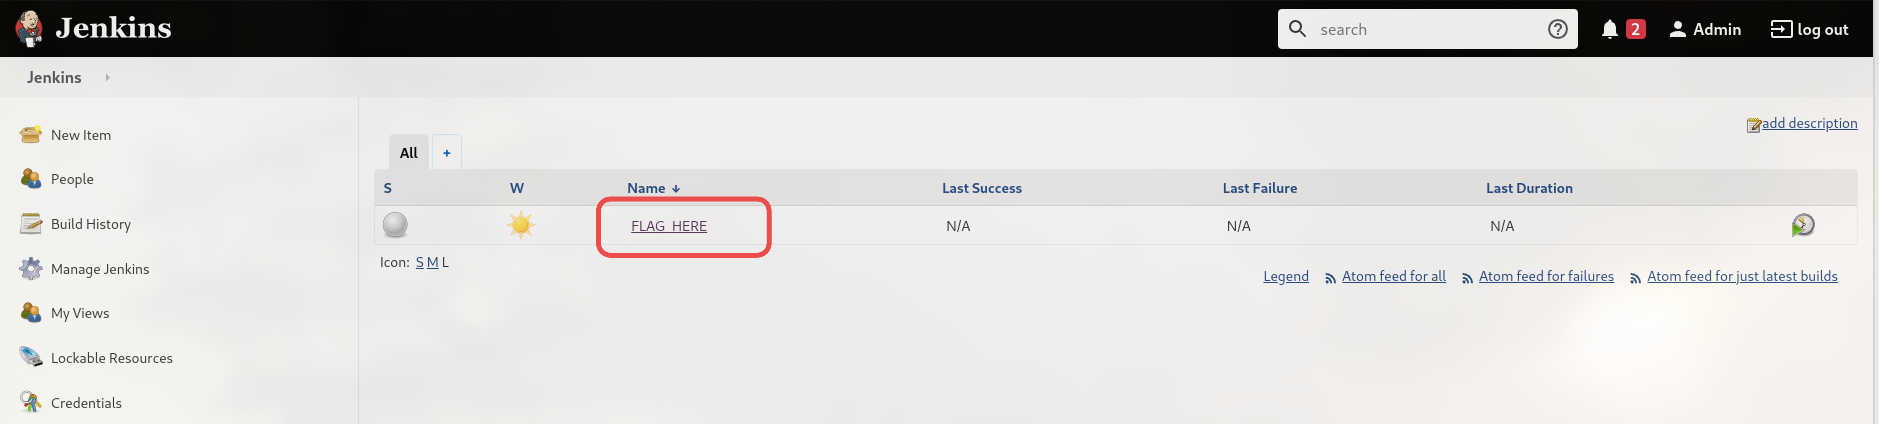 Jenkins
search
2
Admin
log out
Jenkins
New Item
People
Build History
Manage Jenkins
My Views
Lockable Resources
Credentials
add description
All +
S W Name ↓ Last Success Last Failure Last Duration
FLAG_HERE N/A N/A N/A
Icon: S M L
Legend Atom feed for all Atom feed for failures Atom feed for just latest builds